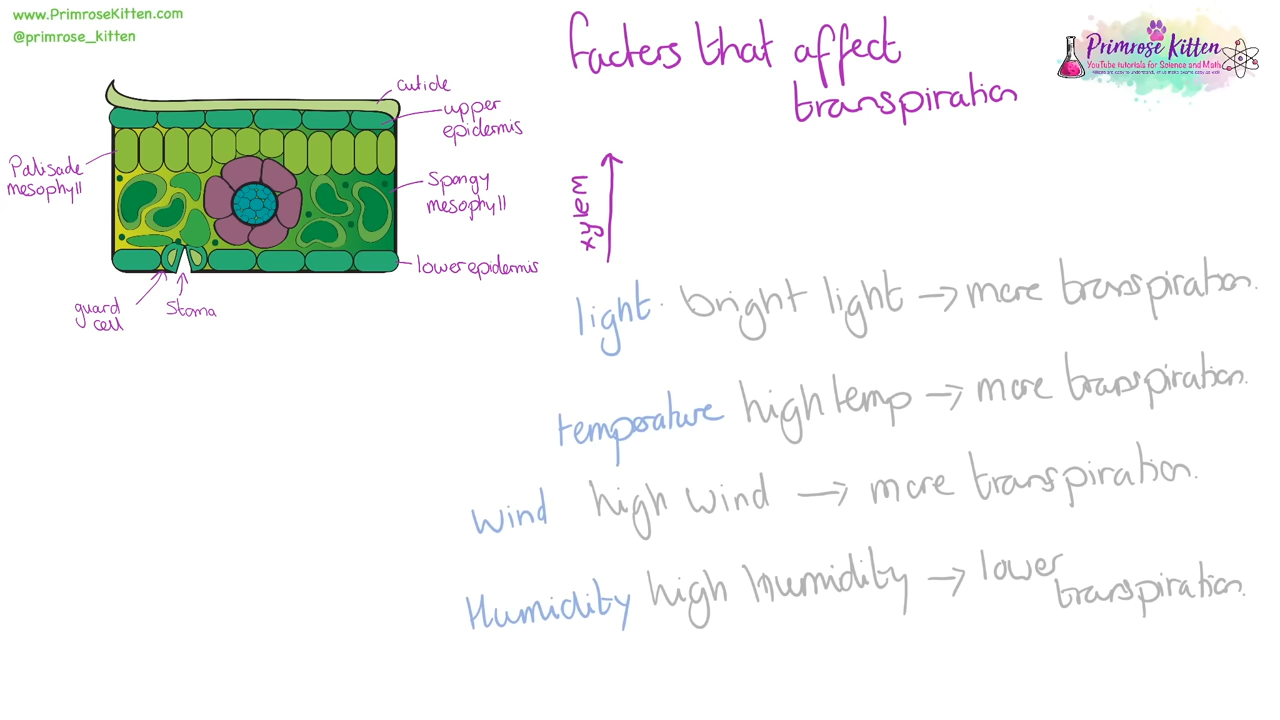 www.PrimroseKitten.com
@primrose_kitten
Factors that affect
transpiration
Primrose Kitten
YouTube tutorials for Science and Math
cuticle
upper
epidermis
Palisade
mesophyll
Spongy
mesophyll
lower epidermis
guard
cell
Stoma
xylem
light. bright light → more transpiration.
temperature high temp → more transpiration.
wind high wind → more transpiration.
Humidity high Humidity → lower
transpiration.